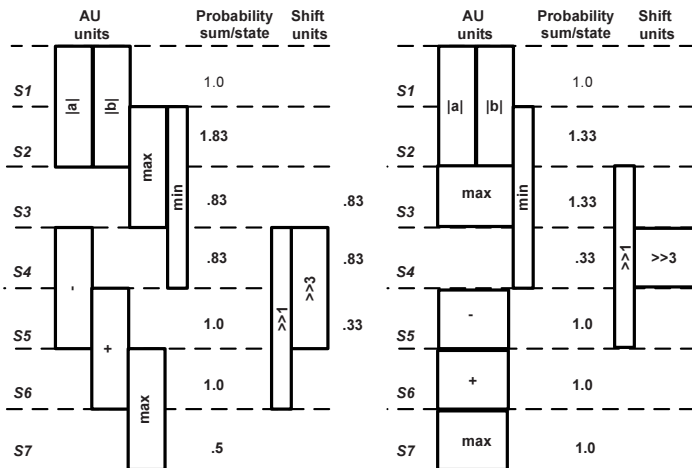 AU units Probability sum/state Shift units
S1 |a| |b| 1.0
S2 max min 1.83
S3 .83 .83
S4 - >>1 >>3 .83 .83
S5 + 1.0 .33
S6 max 1.0
S7 .5
AU units Probability sum/state Shift units
S1 |a| |b| 1.0
S2 min 1.33
S3 max 1.33
S4 .33 >>1 >>3
S5 - 1.0
S6 + 1.0
S7 max 1.0